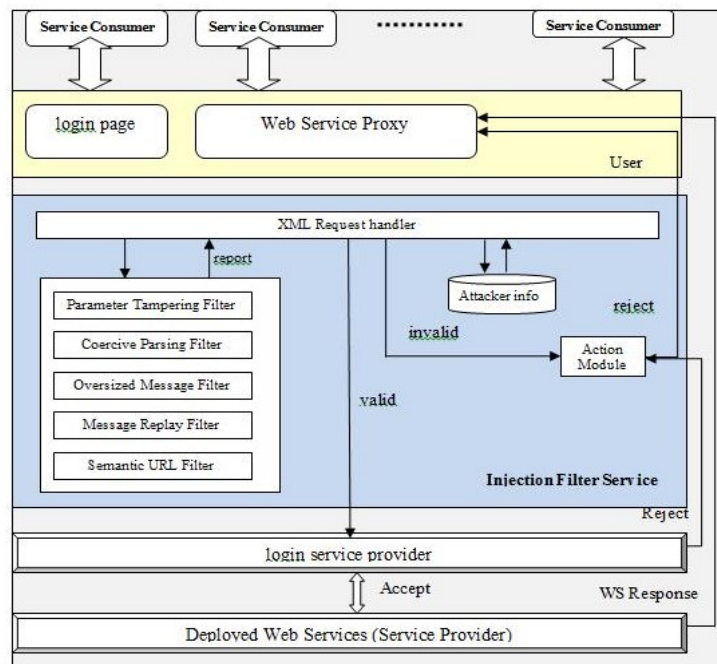 Service Consumer
Service Consumer
Service Consumer
login page
Web Service Proxy
User
XML Request handler
report
Parameter Tampering Filter
Coercive Parsing Filter
Oversized Message Filter
Message Replay Filter
Semantic URL Filter
valid
invalid
Attacker info
reject
Action
Module
Injection Filter Service
Reject
login service provider
Accept
WS Response
Deployed Web Services (Service Provider)